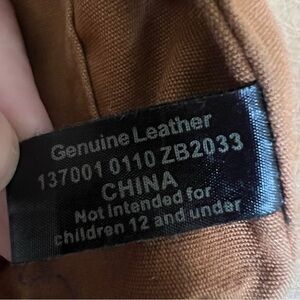 Genuine Leather
137001 0110 ZB2033
CHINA
Not intended for
children 12 and under